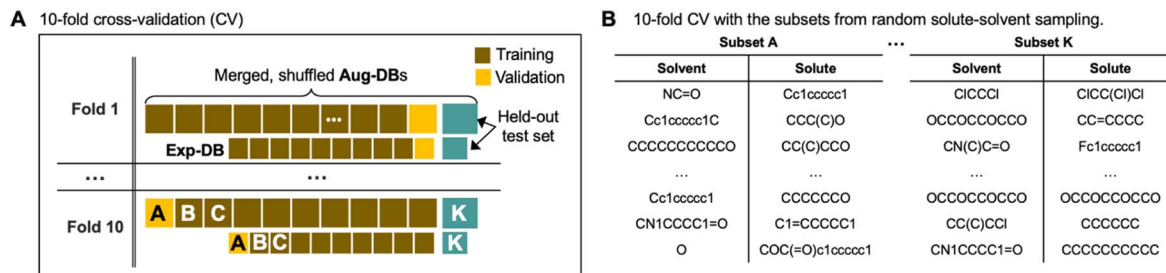 A 10-fold cross-validation (CV)
Training
Validation
Merged, shuffled Aug-DBs
Fold 1
...
Held-out
test set
Exp-DB
... ...
Fold 10
A B C K
A B C K
B 10-fold CV with the subsets from random solute-solvent sampling.
Subset A ... Subset K
Solvent Solute Solvent Solute
NC=O Cc1ccccc1 ClCCCl ClCC(Cl)Cl
Cc1ccccc1C CCC(C)O OCCOCCOCCO CC=CCCC
CCCCCCCCCCO CC(C)CCO CN(C)C=O Fc1ccccc1
... ... ... ...
Cc1ccccc1 CCCCCCO OCCOCCOCCO OCCOCCOCCO
CN1CCCC1=O C1=CCCCC1 CC(C)CCl CCCCCC
O COC(=O)c1ccccc1 CN1CCCC1=O CCCCCCCCCC